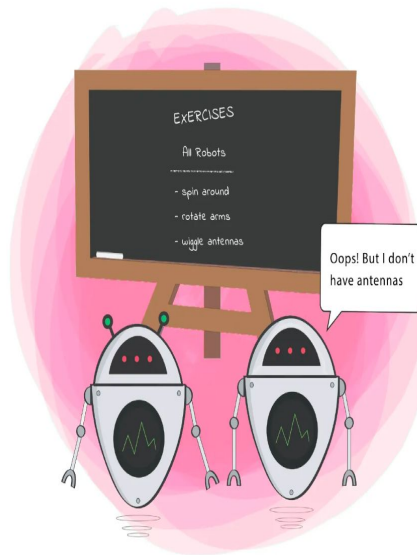 EXERCISES
All Robots
- spin around
- rotate arms
- wiggle antennas
Oops! But I don't
have antennas